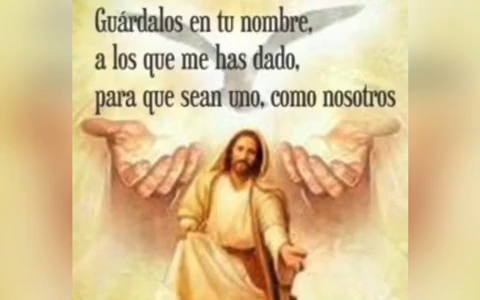 Guárdalos en tu nombre,
a los que me has dado,
para que sean uno, como nosotros